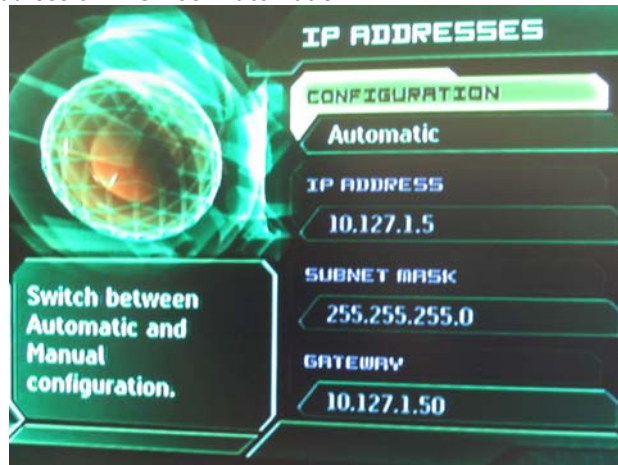 IP ADDRESSES
CONFIGURATION
Automatic
IP ADDRESS
10.127.1.5
SUBNET MASK
255.255.255.0
GATEWAY
10.127.1.50
Switch between
Automatic and
Manual
configuration.